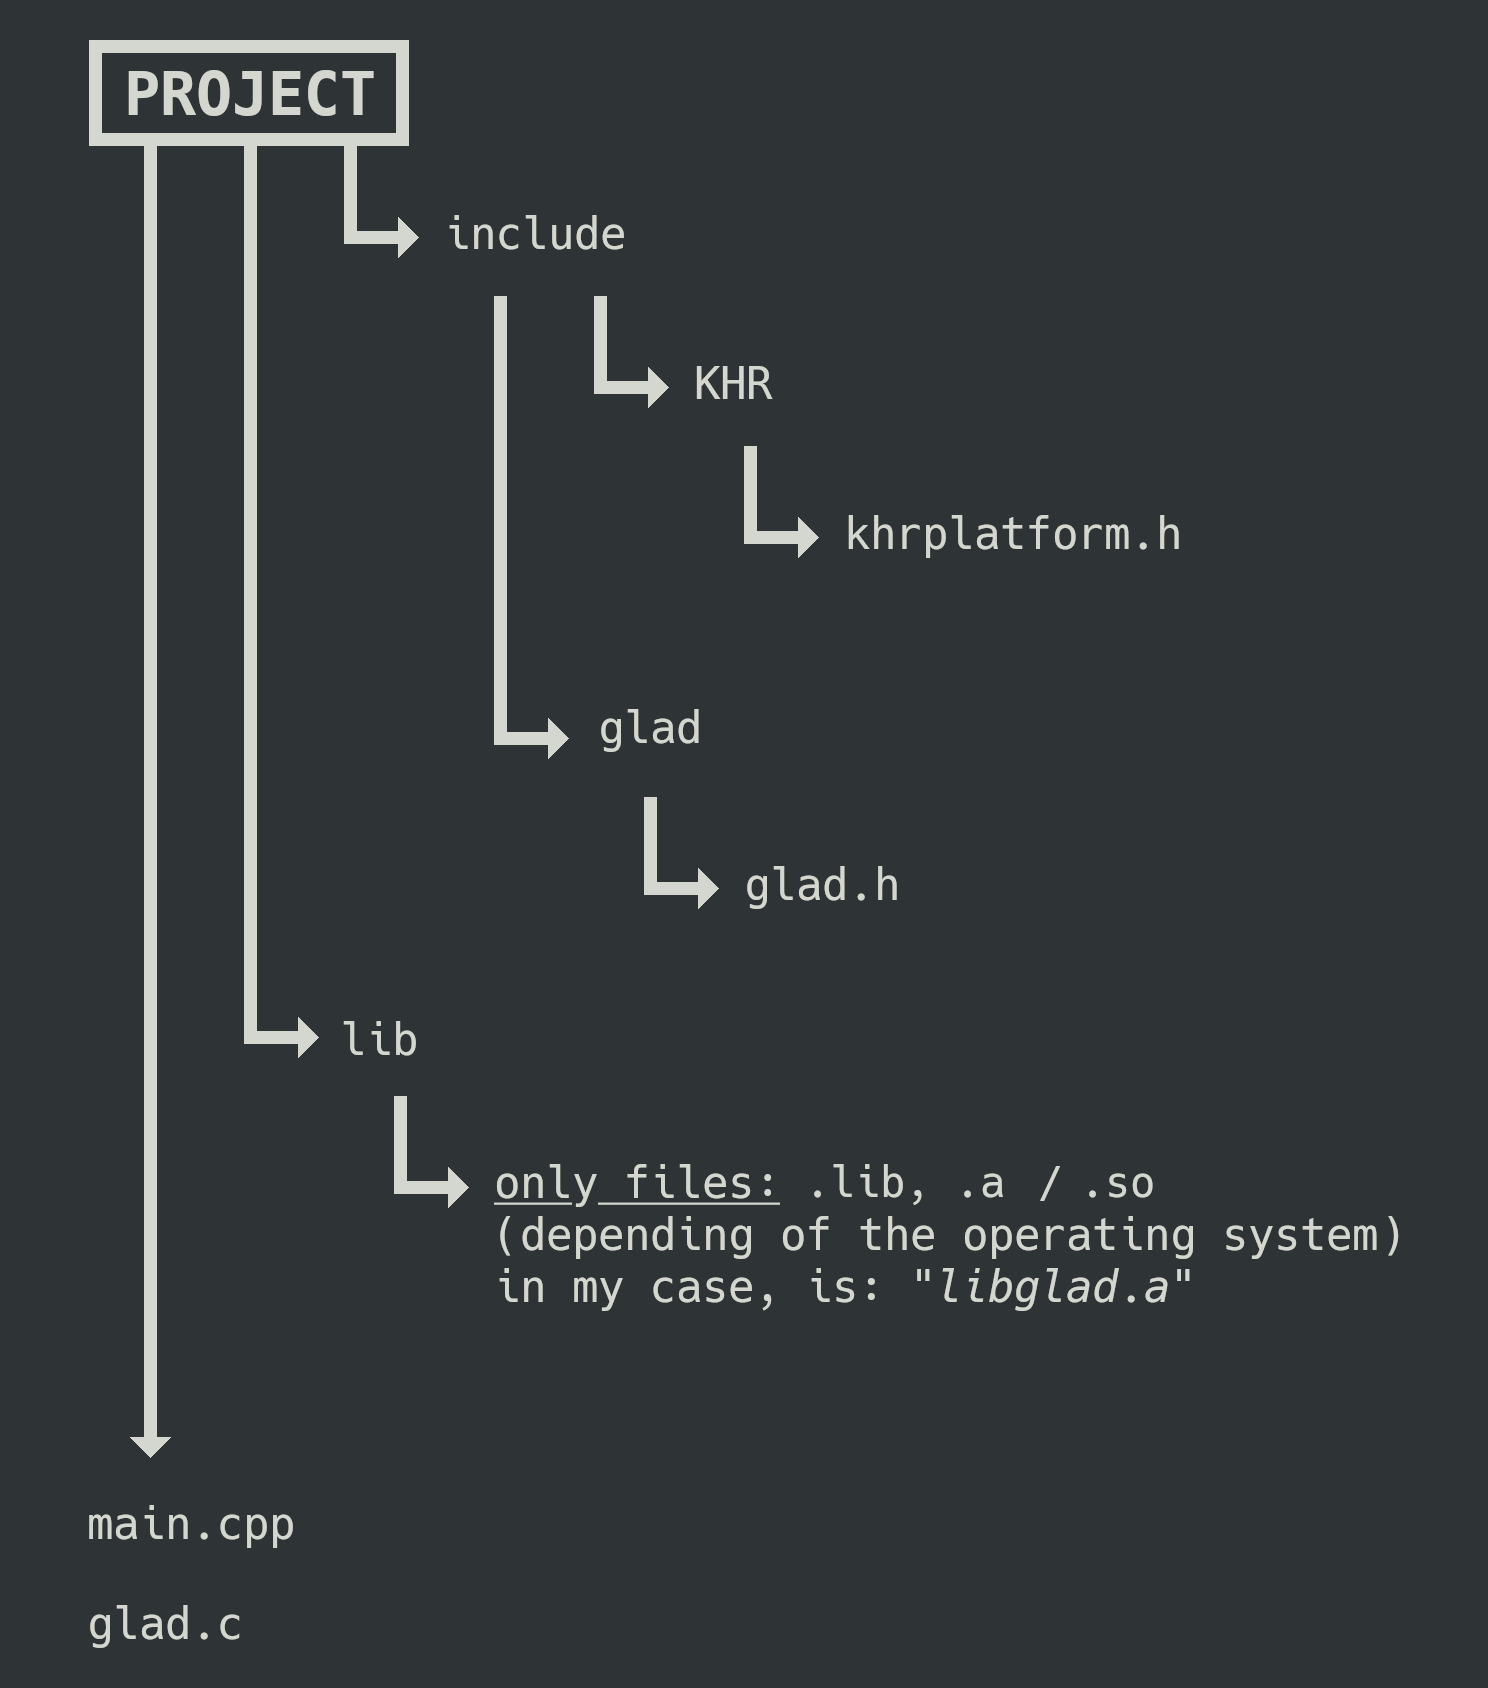 PROJECT
include
KHR
khrplatform.h
glad
glad.h
lib
only files: .lib, .a / .so
(depending of the operating system)
in my case, is: "libglad.a"
main.cpp
glad.c